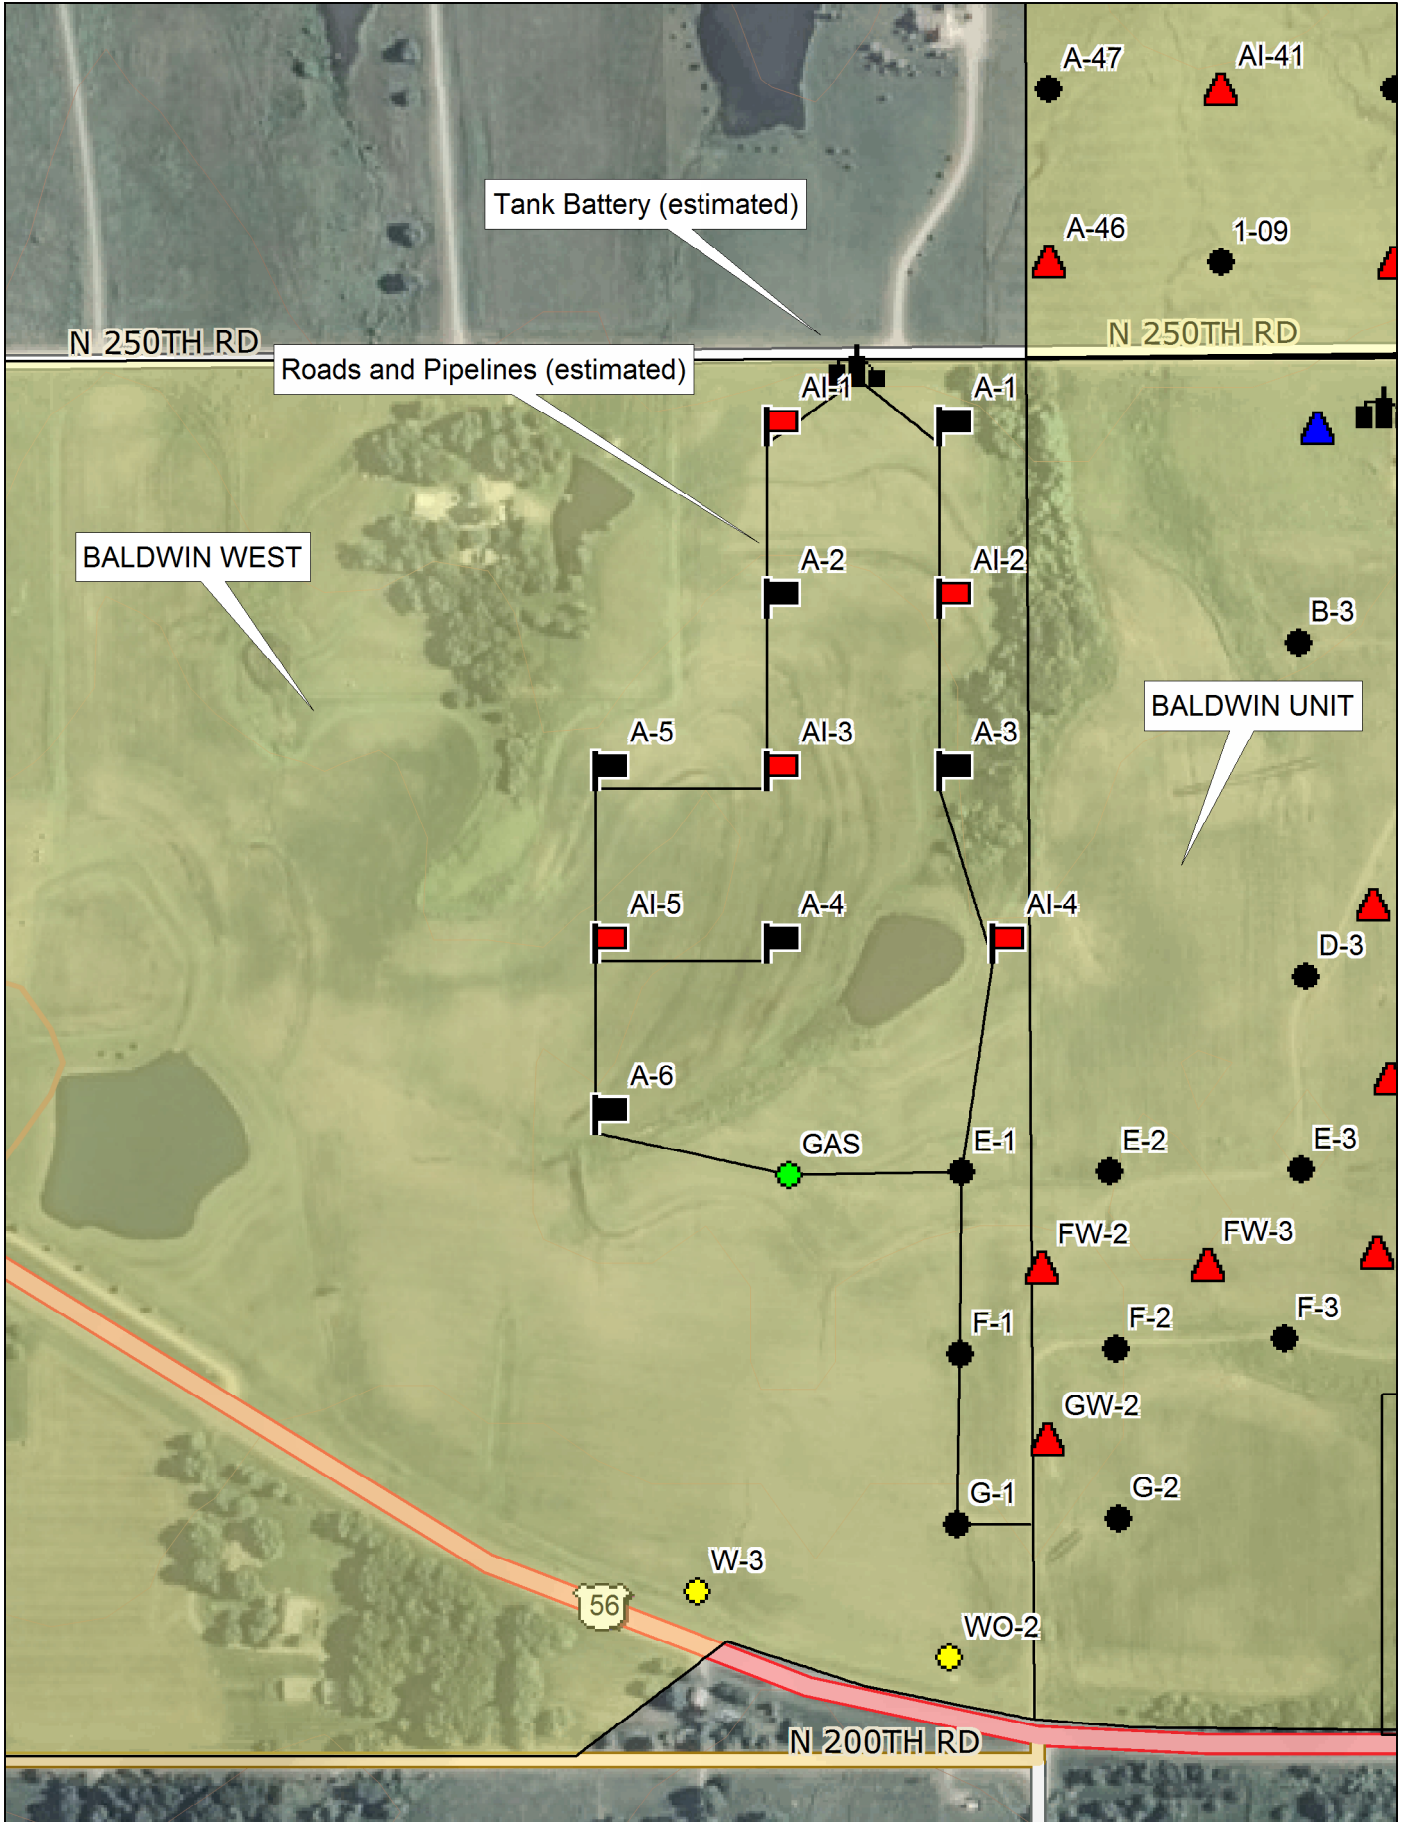 A-47
AI-41
Tank Battery (estimated)
A-46
1-09
N 250TH RD
N 250TH RD
Roads and Pipelines (estimated)
AI-1
A-1
BALDWIN WEST
A-2
AI-2
B-3
BALDWIN UNIT
A-5
AI-3
A-3
AI-5
A-4
AI-4
D-3
A-6
GAS
E-1
E-2
E-3
FW-2
FW-3
F-1
F-2
F-3
GW-2
G-1
G-2
W-3
56
WO-2
N 200TH RD